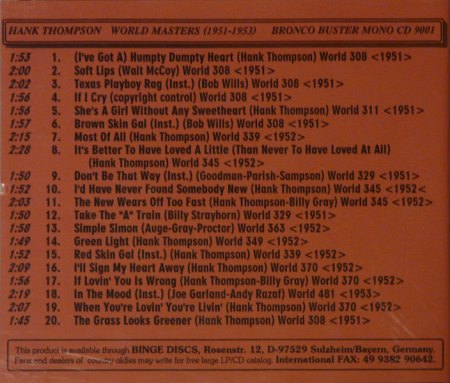 HANK THOMPSON WORLD MASTERS (1951-1953) BRONCO BUSTER MONO CD 9001
1:53 1. (I've Got A) Humpty Dumpty Heart (Hank Thompson) World 308 <1951>
2:00 2. Soft Lips (Walt McCoy) World 308 <1951>
2:02 3. Texas Playboy Rag (Inst.) (Bob Wills) World 308 <1951>
1:56 4. If I Cry (copyright control) World 308 <1951>
1:56 5. She's A Girl Without Any Sweetheart (Hank Thompson) World 311 <1951>
1:57 6. Brown Skin Gal (Inst.) (Bob Wills) World 308 <1951>
2:15 7. Most Of All (Hank Thompson) World 339 <1952>
2:28 8. It's Better To Have Loved A Little (Than Never To Have Loved At All)
(Hank Thompson) World 345 <1952>
1:50 9. Don't Be That Way (Inst.) (Goodman-Parish-Sampson) World 329 <1951>
1:52 10. I'd Have Never Found Somebody New (Hank Thompson) World 345 <1952<
2:03 11. The New Wears Off Too Fast (Hank Thompson-Billy Gray) World 345 <1952>
1:50 12. Take The "A" Train (Billy Strayhorn) World 329 <1951>
1:58 13. Simple Simon (Auge-Gray-Proctor) World 363 <1952>
1:49 14. Green Light (Hank Thompson) World 349 <1952>
1:52 15. Red Skin Gal (Inst.) (Hank Thompson) World 339 <1952>
2:09 16. I'll Sign My Heart Away (Hank Thompson) World 370 <1952>
1:56 17. If Lovin' You Is Wrong (Hank Thompson-Billy Gray) World 370 <1952>
2:19 18. In The Mood (Inst.) (Joe Garland-Andy Razaf) World 481 <1953>
2:07 19. When You're Lovin' You're Livin' (Hank Thompson) World 370 <1952>
1:45 20. The Grass Looks Greener (Hank Thompson) World 308 <1951>
This product is available through BINGE DISCS, Rosenstr. 12, D-97529 Sulzheim/Bayern, Germany.
Fans and dealers of country oldies may write for free large LP/CD catalog. International FAX: 49 9382 90642.